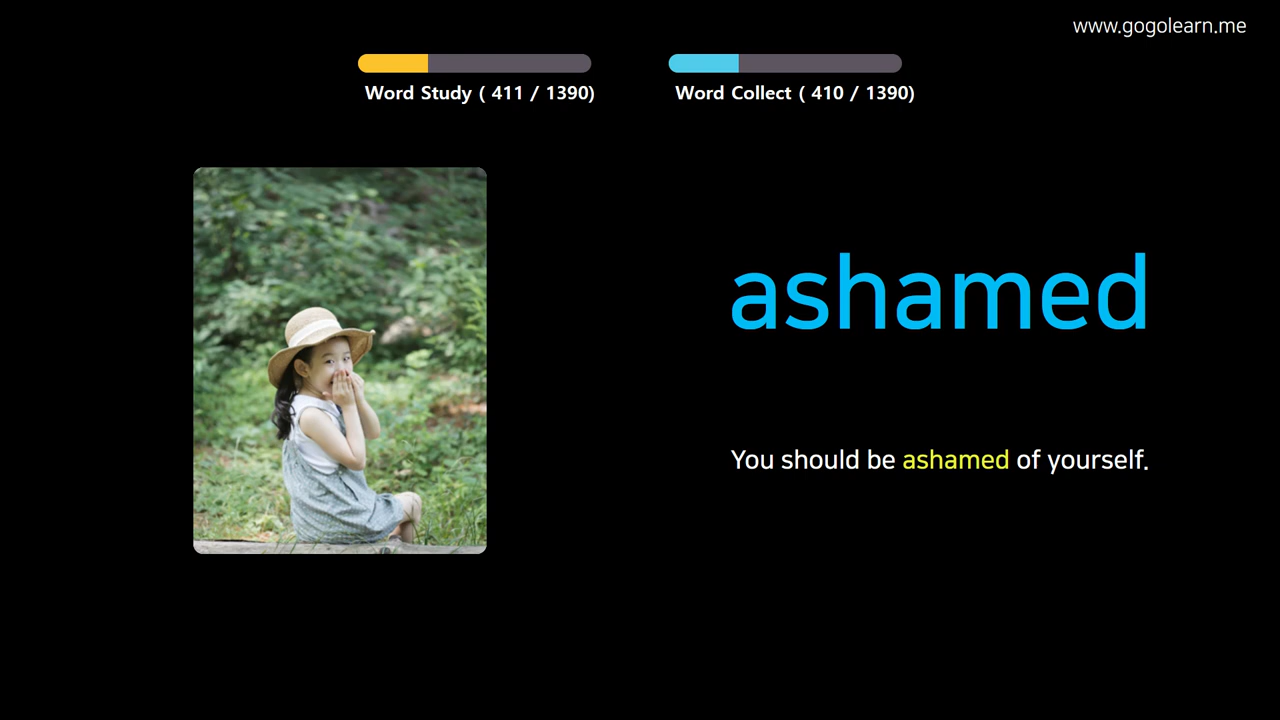 www.gogolearn.me
Word Study ( 411 / 1390)
Word Collect ( 410 / 1390)
ashamed
You should be ashamed of yourself.